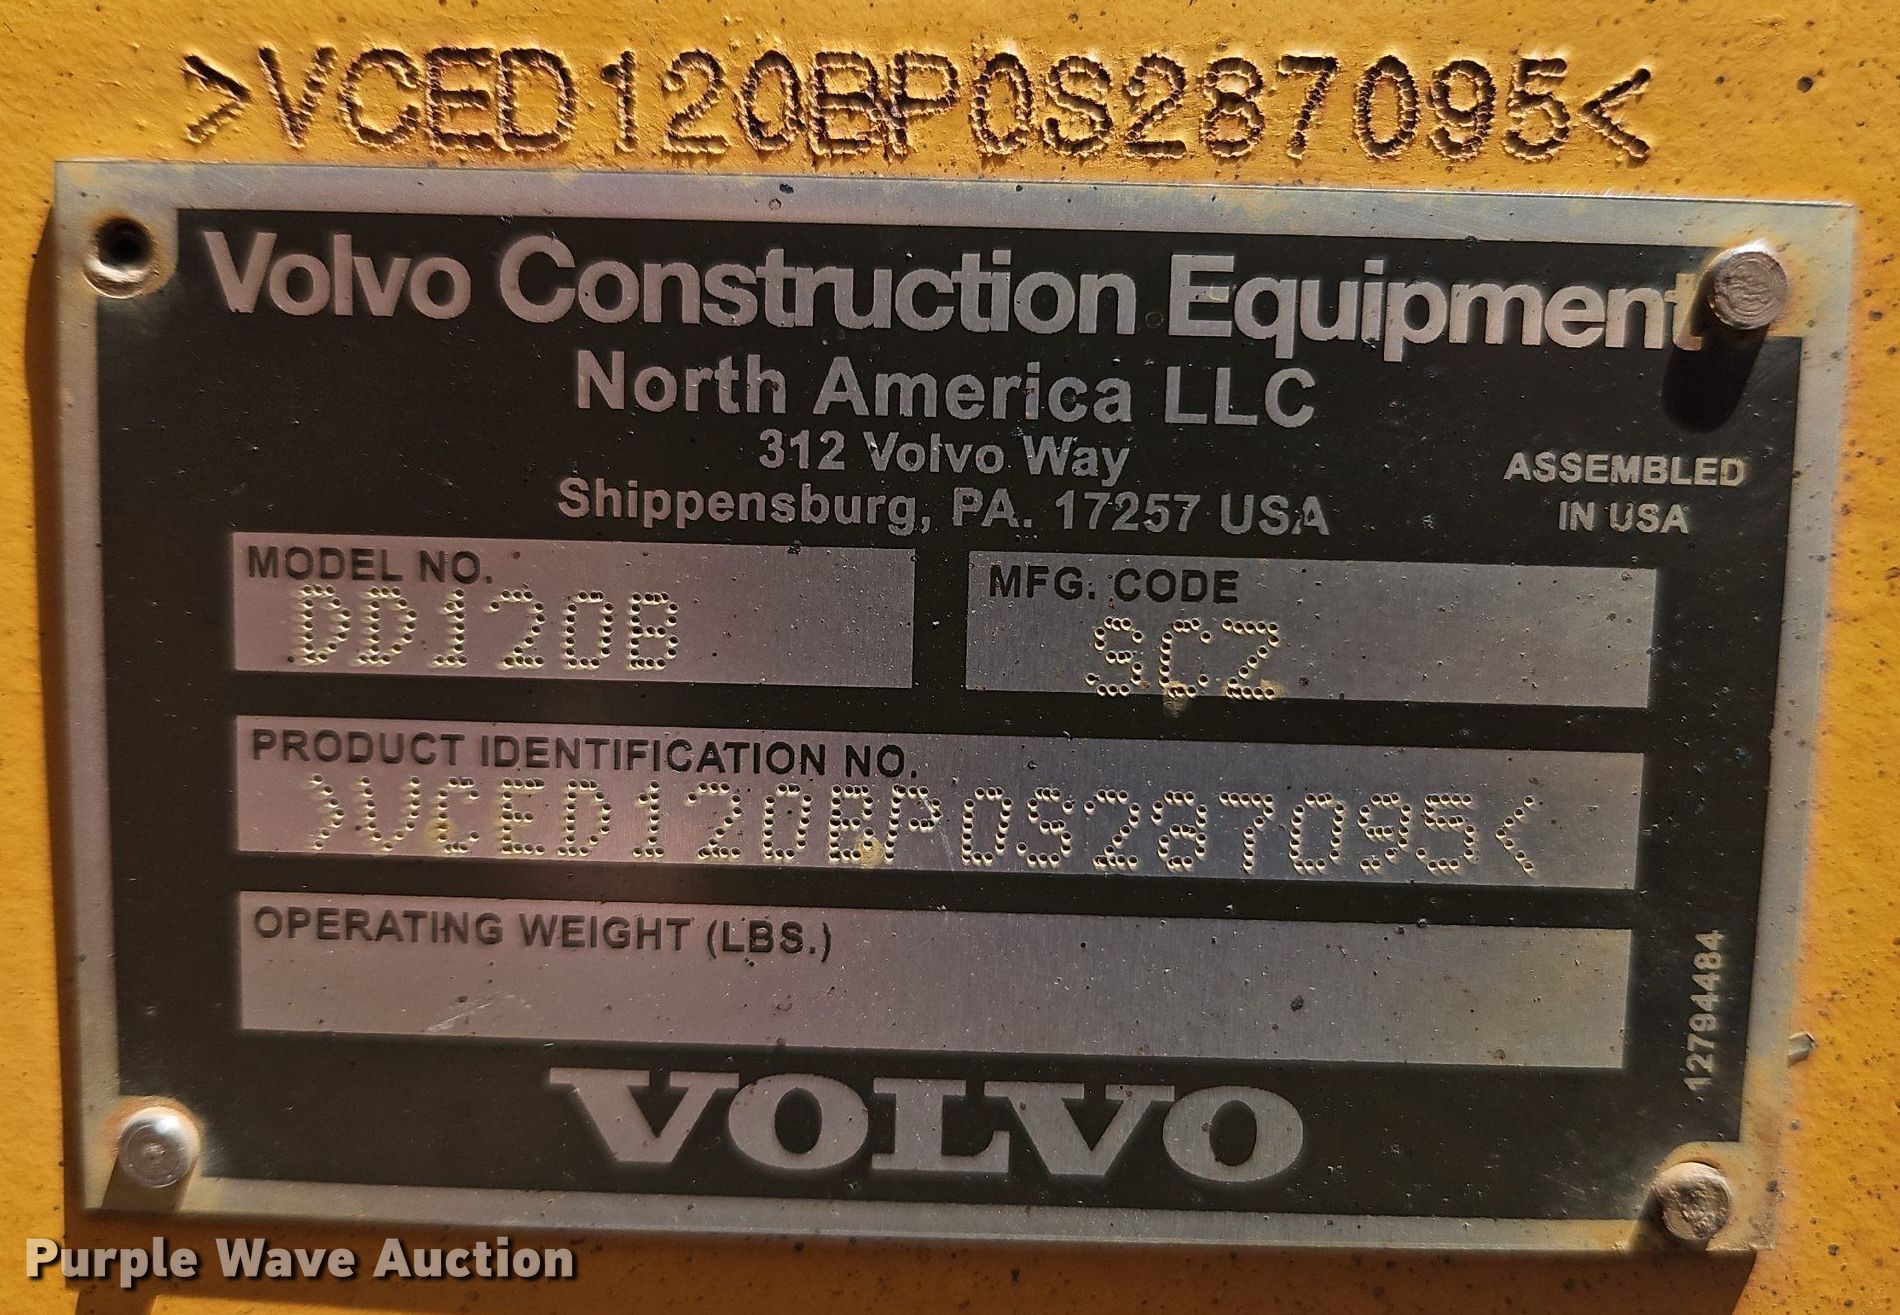 >VCED120BP0S287095<
Volvo Construction Equipment
North America LLC
312 Volvo Way
Shippensburg, PA. 17257 USA
ASSEMBLED
IN USA
MODEL NO.
DD120B
MFG. CODE
SCZ
PRODUCT IDENTIFICATION NO.
>VCED120BP0S287095<
OPERATING WEIGHT (LBS.)
12794484
VOLVO
Purple Wave Auction